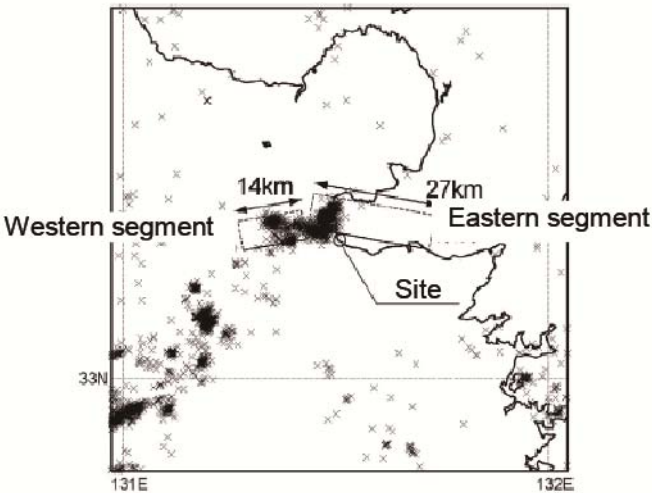 14km
27km
Western segment
Eastern segment
Site
33N
131E
132E